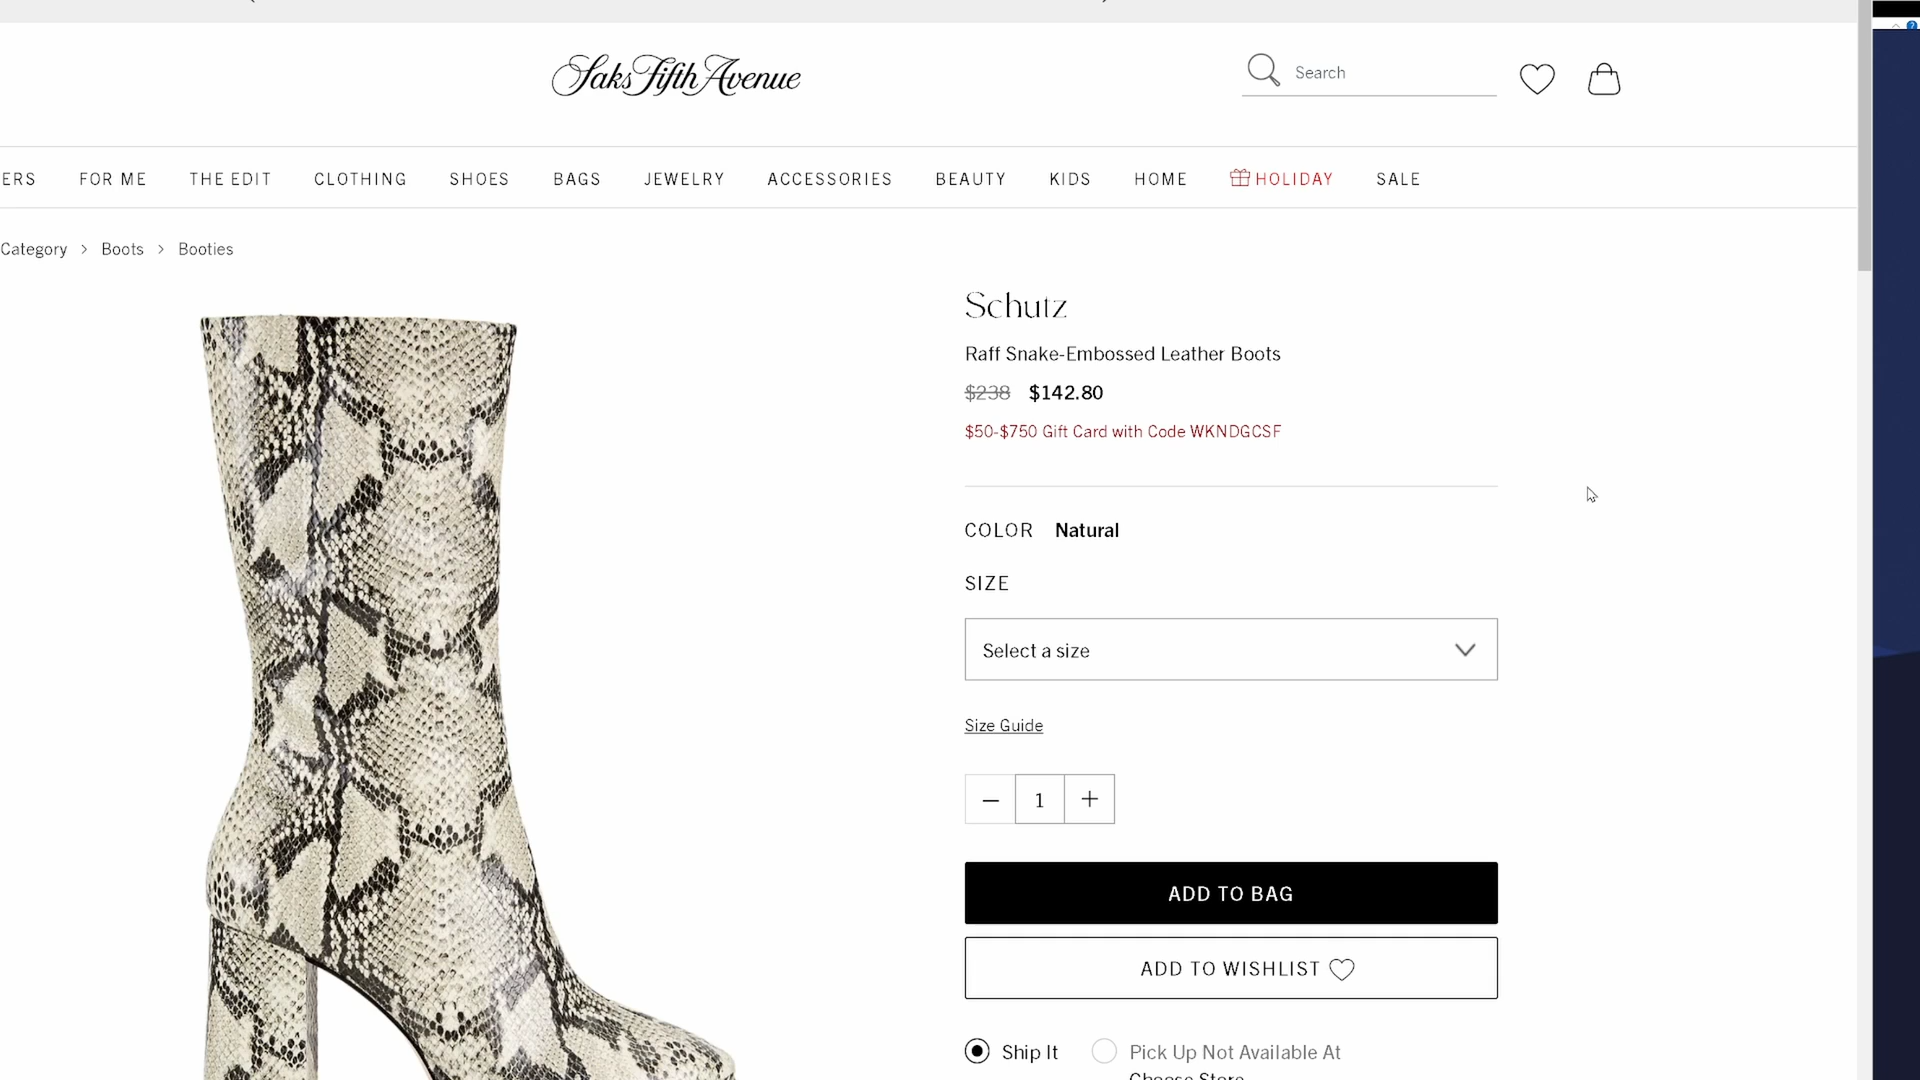 Saks Fifth Avenue
Search
ERS FOR ME THE EDIT CLOTHING SHOES BAGS JEWELRY ACCESSORIES BEAUTY KIDS HOME HOLIDAY SALE
Category > Boots > Booties
Schutz
Raff Snake-Embossed Leather Boots
$238 $142.80
$50-$750 Gift Card with Code WKNDGCSF
COLOR Natural
SIZE
Select a size
Size Guide
− 1 +
ADD TO BAG
ADD TO WISHLIST
Ship It Pick Up Not Available At
Choose Store